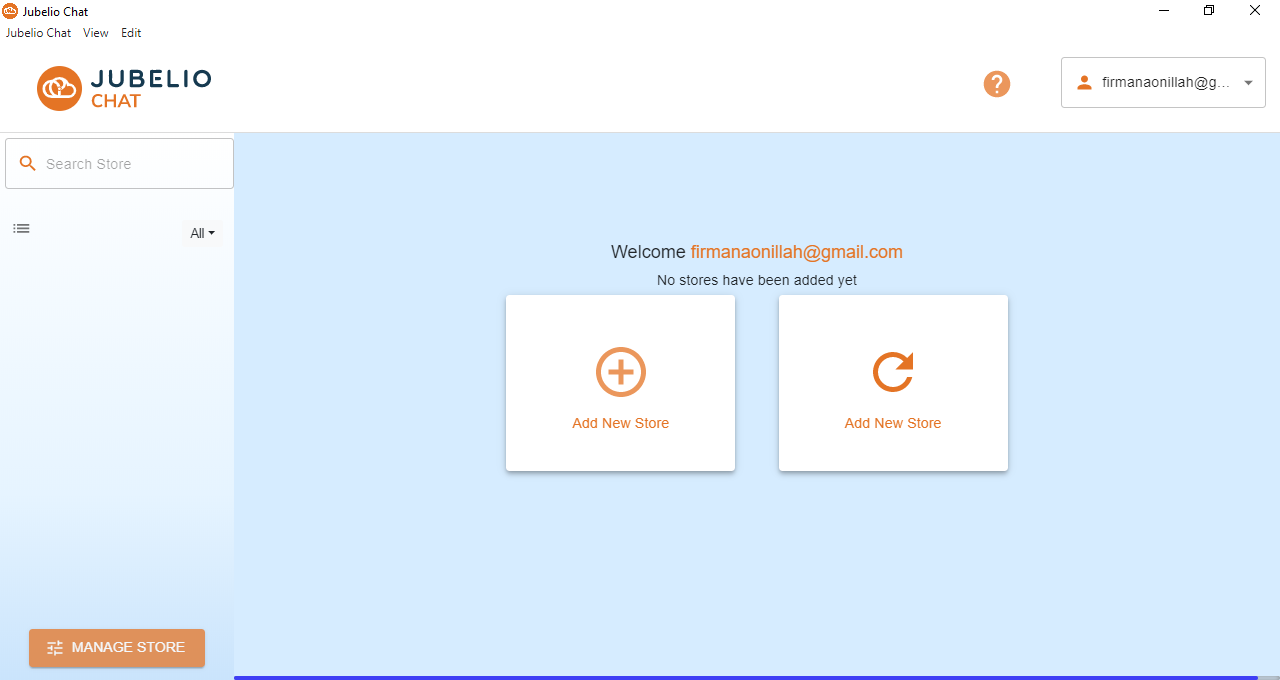 Jubelio Chat
Jubelio Chat View Edit
JUBELIO
CHAT
firmanaonillah@g...
Search Store
All
Welcome firmanaonillah@gmail.com
No stores have been added yet
Add New Store
Add New Store
MANAGE STORE